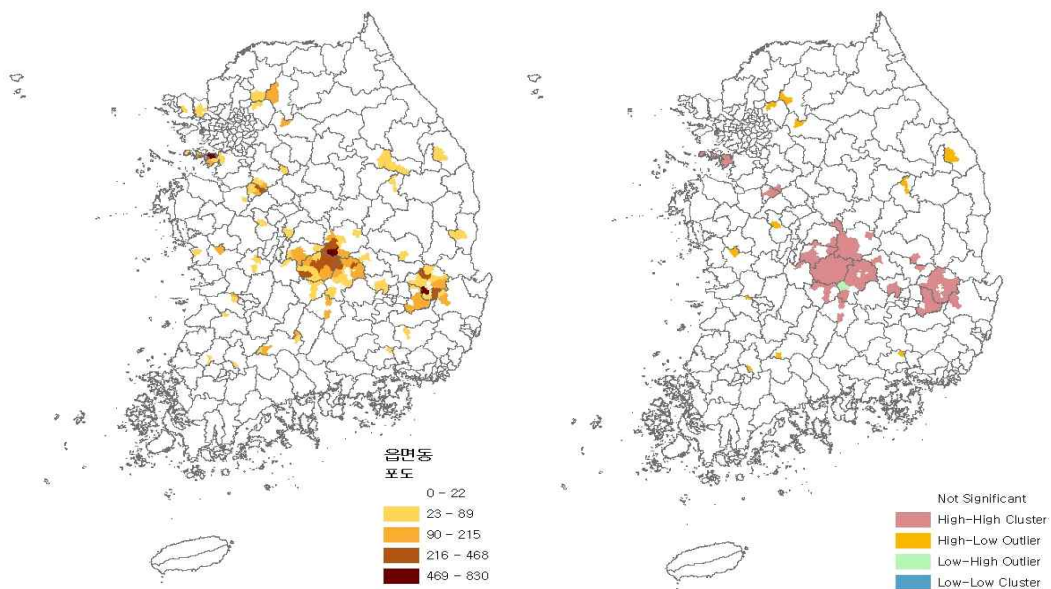 읍면동
포도
0 – 22
23 – 89
90 – 215
216 – 468
469 – 830
Not Significant
High–High Cluster
High–Low Outlier
Low–High Outlier
Low–Low Cluster